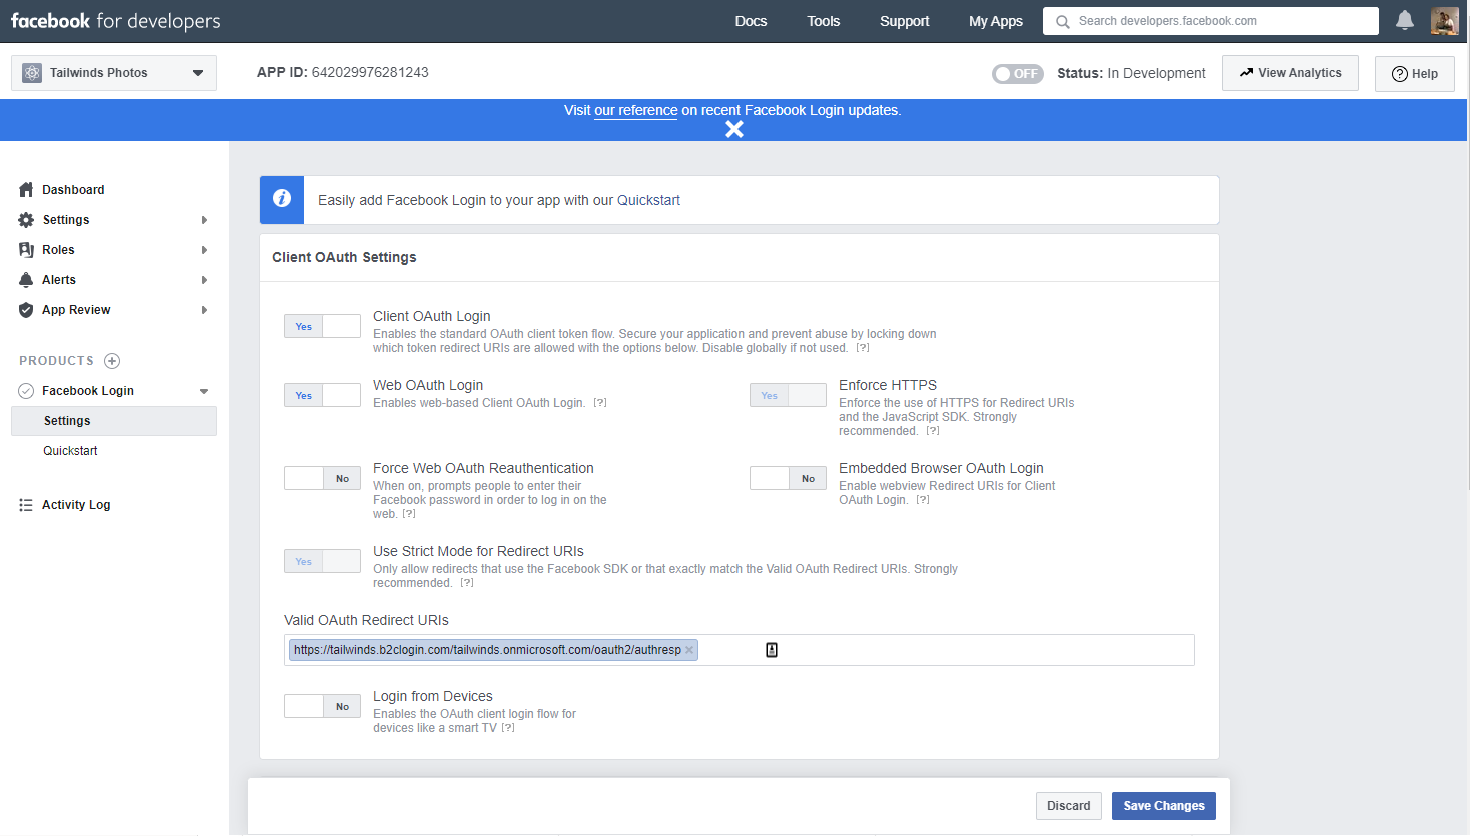 facebook for developers
Docs
Tools
Support
My Apps
Search developers.facebook.com
Tailwinds Photos
APP ID: 642029976281243
OFF
Status: In Development
View Analytics
Help
Visit our reference on recent Facebook Login updates.
Dashboard
Settings
Roles
Alerts
App Review
PRODUCTS
Facebook Login
Settings
Quickstart
Activity Log
Easily add Facebook Login to your app with our Quickstart
Client OAuth Settings
Yes
Client OAuth Login
Enables the standard OAuth client token flow. Secure your application and prevent abuse by locking down
which token redirect URIs are allowed with the options below. Disable globally if not used. [?]
Yes
Web OAuth Login
Enables web-based Client OAuth Login. [?]
Yes
Enforce HTTPS
Enforce the use of HTTPS for Redirect URIs
and the JavaScript SDK. Strongly
recommended. [?]
No
Force Web OAuth Reauthentication
When on, prompts people to enter their
Facebook password in order to log in on the
web. [?]
No
Embedded Browser OAuth Login
Enable webview Redirect URIs for Client
OAuth Login. [?]
Yes
Use Strict Mode for Redirect URIs
Only allow redirects that use the Facebook SDK or that exactly match the Valid OAuth Redirect URIs. Strongly
recommended. [?]
Valid OAuth Redirect URIs
https://tailwinds.b2clogin.com/tailwinds.onmicrosoft.com/oauth2/authresp
No
Login from Devices
Enables the OAuth client login flow for
devices like a smart TV [?]
Discard
Save Changes